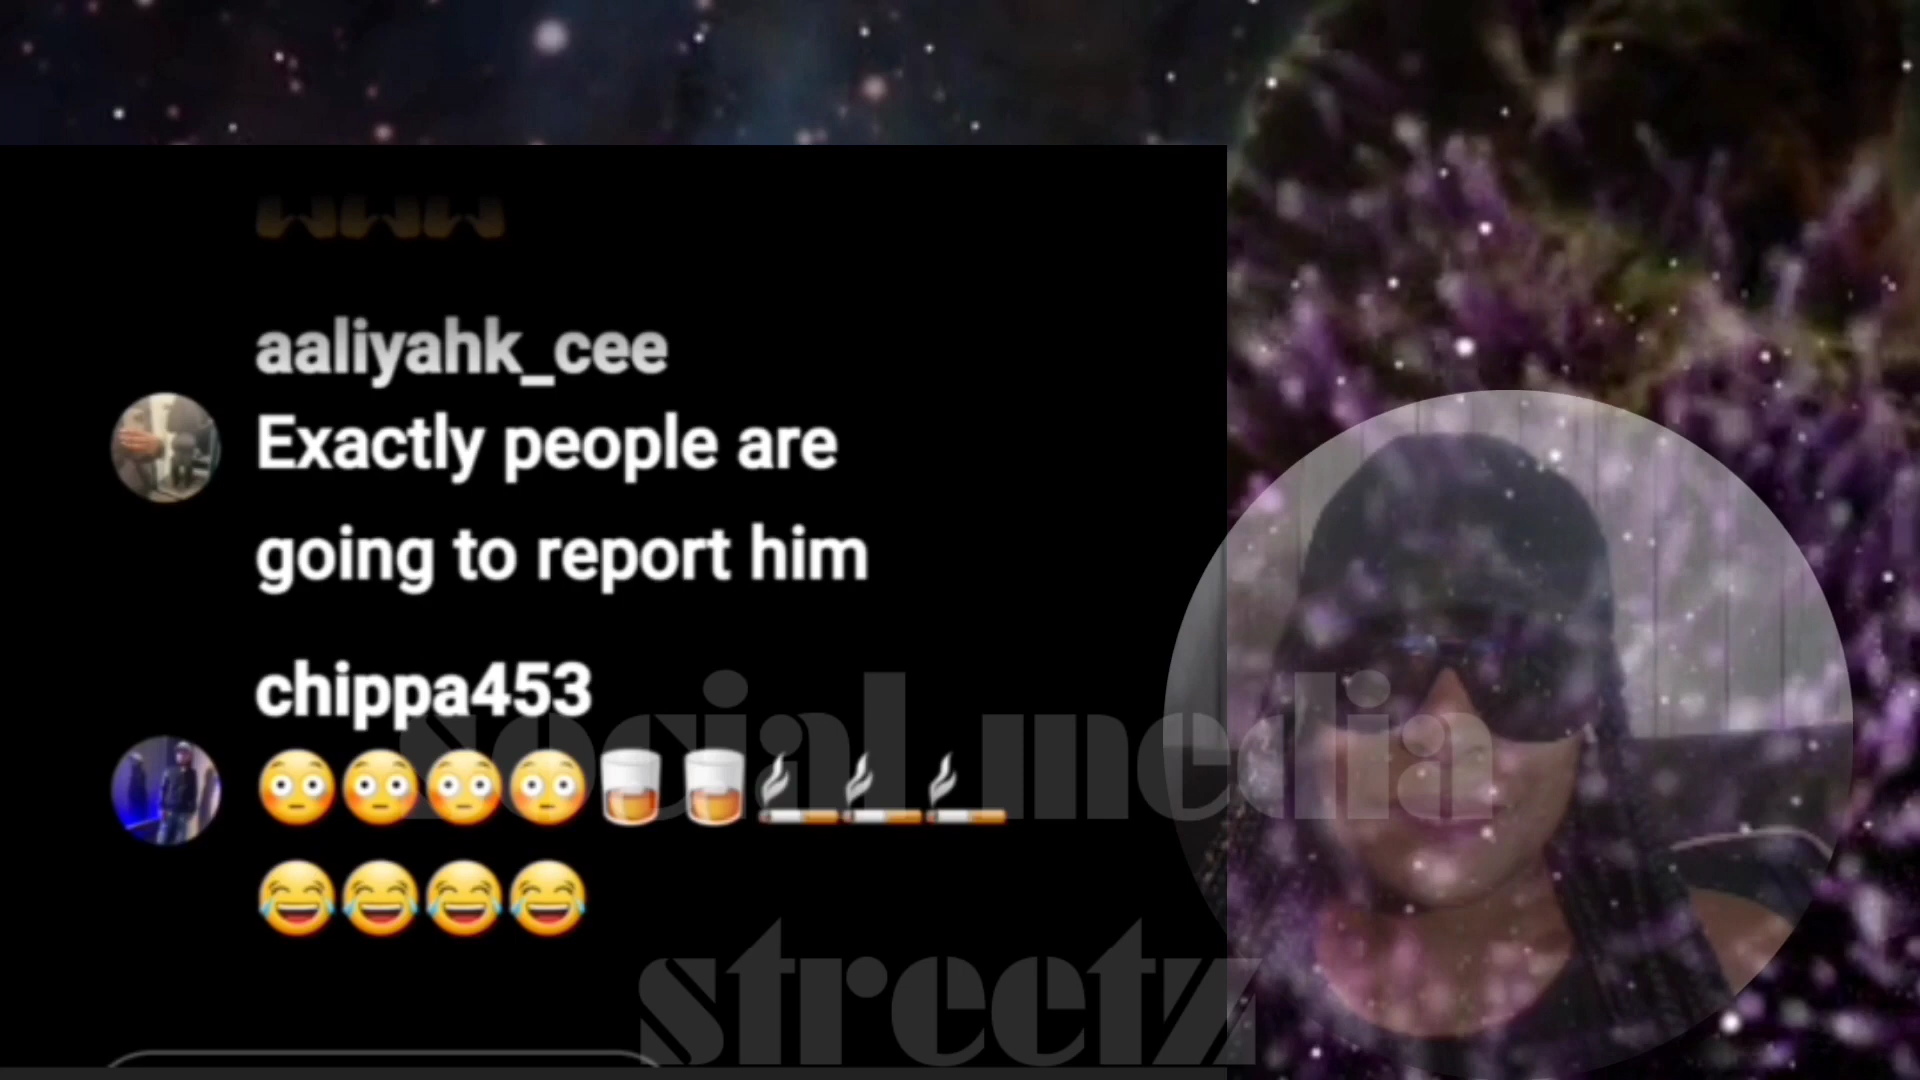 aaliyahk_cee
Exactly people are
going to report him
chippa453
😳😳😳😳🥃🥃🚬🚬🚬
😂😂😂😂
social media
streetz